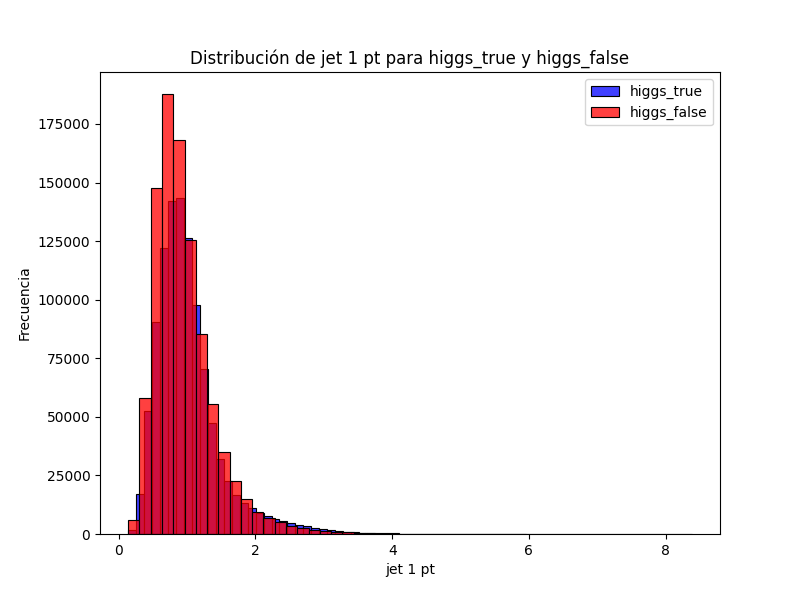 Distribución de jet 1 pt para higgs_true y higgs_false
higgs_true
higgs_false
Frecuencia
175000
150000
125000
100000
75000
50000
25000
0
0 2 4 6 8
jet 1 pt